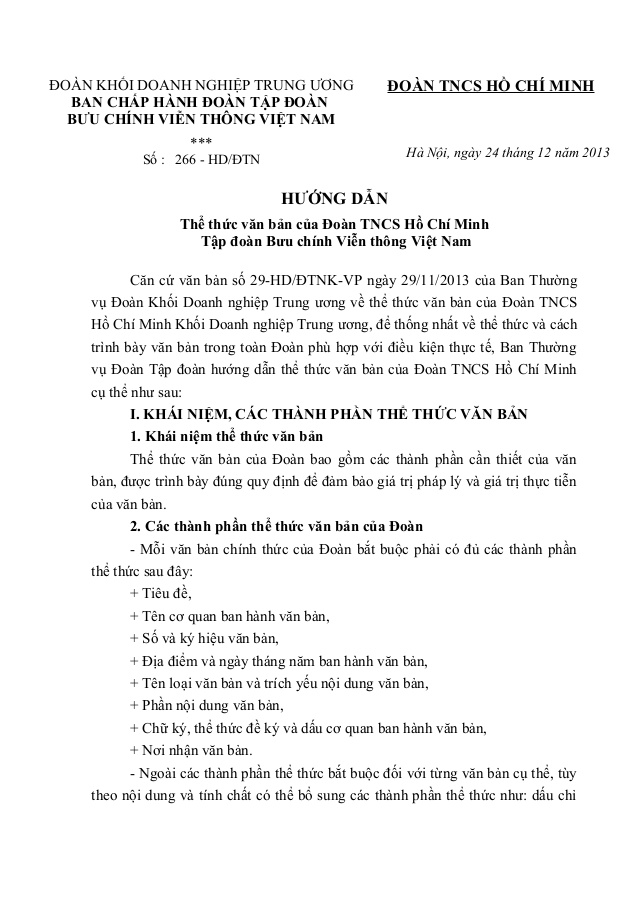 ĐOÀN KHỐI DOANH NGHIỆP TRUNG ƯƠNG
BAN CHẤP HÀNH ĐOÀN TẬP ĐOÀN
BƯU CHÍNH VIỄN THÔNG VIỆT NAM
***
Số : 266 - HD/ĐTN
ĐOÀN TNCS HỒ CHÍ MINH
Hà Nội, ngày 24 tháng 12 năm 2013
HƯỚNG DẪN
Thể thức văn bản của Đoàn TNCS Hồ Chí Minh
Tập đoàn Bưu chính Viễn thông Việt Nam
Căn cứ văn bản số 29-HD/ĐTNK-VP ngày 29/11/2013 của Ban Thường
vụ Đoàn Khối Doanh nghiệp Trung ương về thể thức văn bản của Đoàn TNCS
Hồ Chí Minh Khối Doanh nghiệp Trung ương, để thống nhất về thể thức và cách
trình bày văn bản trong toàn Đoàn phù hợp với điều kiện thực tế, Ban Thường
vụ Đoàn Tập đoàn hướng dẫn thể thức văn bản của Đoàn TNCS Hồ Chí Minh
cụ thể như sau:
I. KHÁI NIỆM, CÁC THÀNH PHẦN THỂ THỨC VĂN BẢN
1. Khái niệm thể thức văn bản
Thể thức văn bản của Đoàn bao gồm các thành phần cần thiết của văn
bản, được trình bày đúng quy định để đảm bảo giá trị pháp lý và giá trị thực tiễn
của văn bản.
2. Các thành phần thể thức văn bản của Đoàn
- Mỗi văn bản chính thức của Đoàn bắt buộc phải có đủ các thành phần
thể thức sau đây:
+ Tiêu đề,
+ Tên cơ quan ban hành văn bản,
+ Số và ký hiệu văn bản,
+ Địa điểm và ngày tháng năm ban hành văn bản,
+ Tên loại văn bản và trích yếu nội dung văn bản,
+ Phần nội dung văn bản,
+ Chữ ký, thể thức đề ký và dấu cơ quan ban hành văn bản,
+ Nơi nhận văn bản.
- Ngoài các thành phần thể thức bắt buộc đối với từng văn bản cụ thể, tùy
theo nội dung và tính chất có thể bổ sung các thành phần thể thức như: dấu chỉ